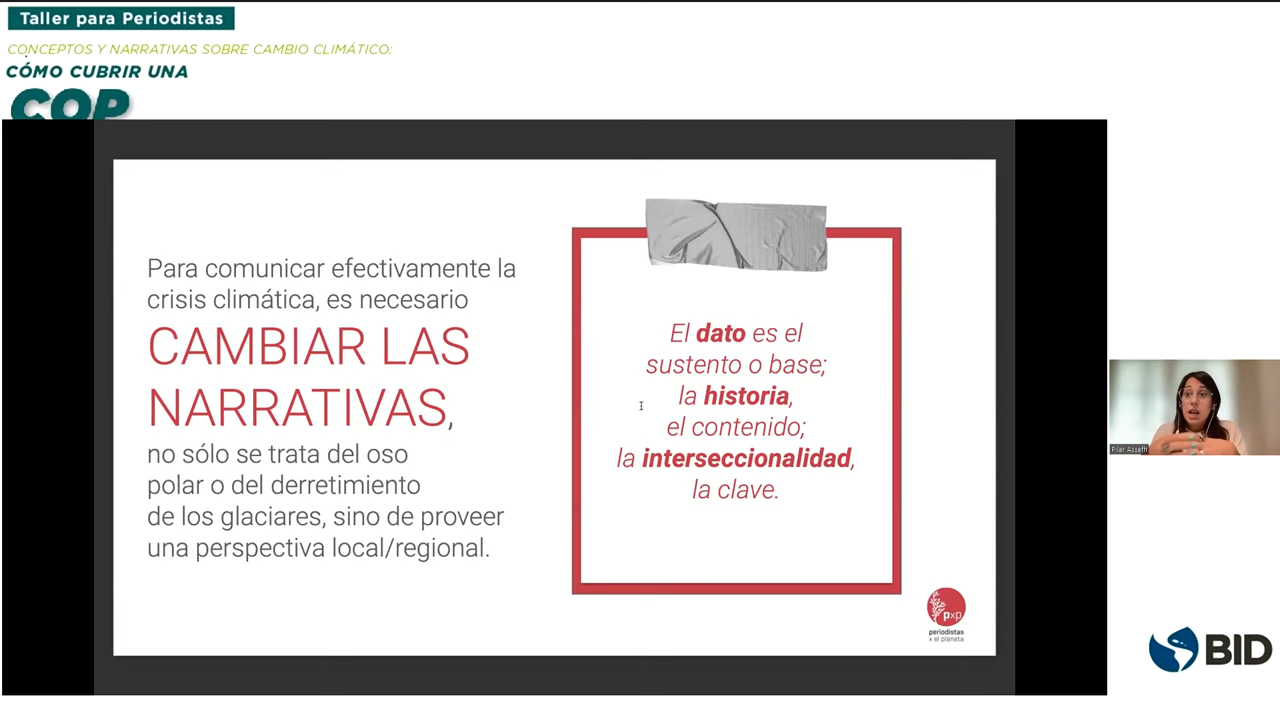 Taller para Periodistas
CONCEPTOS Y NARRATIVAS SOBRE CAMBIO CLIMÁTICO:
CÓMO CUBRIR UNA
COP
Para comunicar efectivamente la
crisis climática, es necesario
CAMBIAR LAS
NARRATIVAS,
no sólo se trata del oso
polar o del derretimiento
de los glaciares, sino de proveer
una perspectiva local/regional.
El dato es el
sustento o base;
la historia,
el contenido;
la interseccionalidad,
la clave.
pxp
periodistas
x el planeta
Pilar Asseth
BID